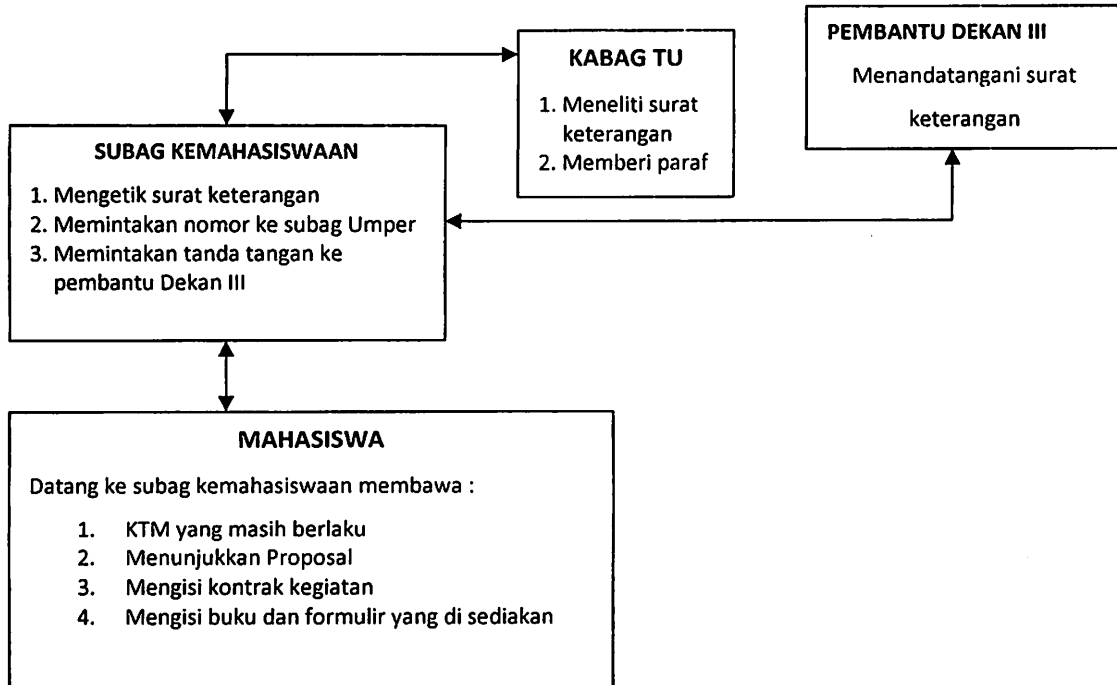 KABAG TU
1. Meneliti surat
keterangan
2. Memberi paraf
PEMBANTU DEKAN III
Menandatangani surat
keterangan
SUBAG KEMAHASISWAAN
1. Mengetik surat keterangan
2. Memintakan nomor ke subag Umper
3. Memintakan tanda tangan ke
pembantu Dekan III
MAHASISWA
Datang ke subag kemahasiswaan membawa :
1. KTM yang masih berlaku
2. Menunjukkan Proposal
3. Mengisi kontrak kegiatan
4. Mengisi buku dan formulir yang di sediakan